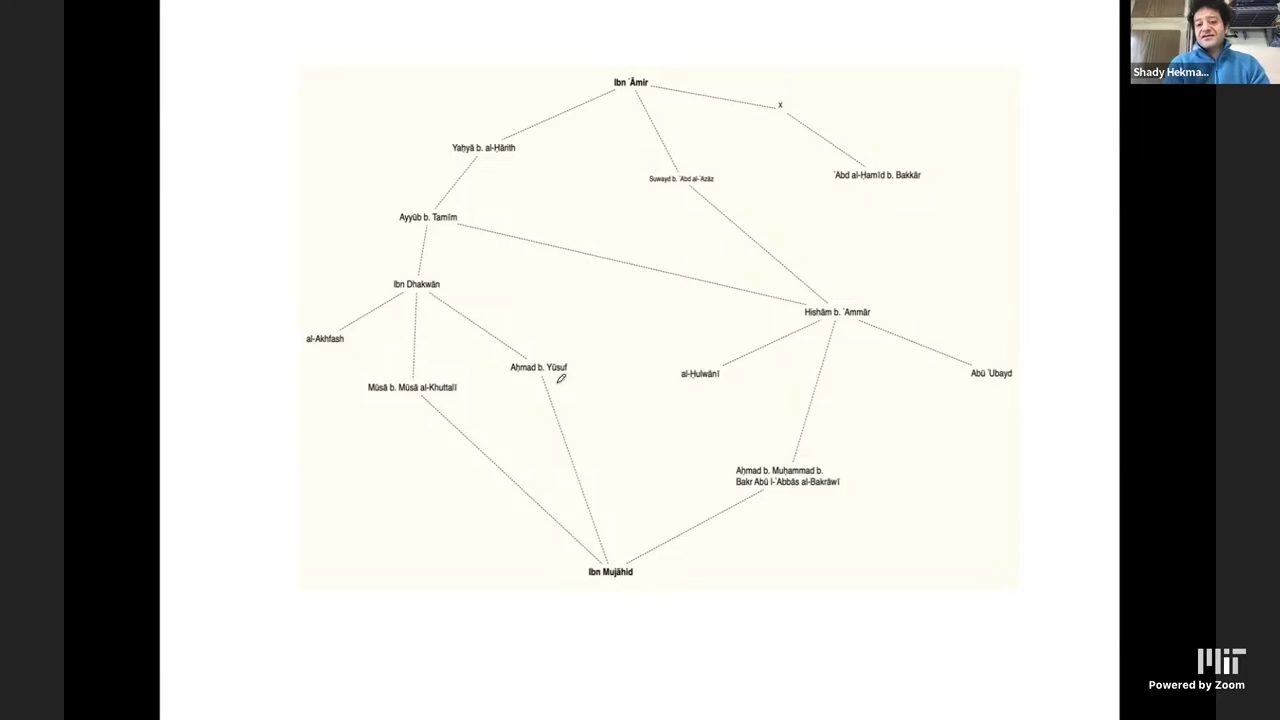 Ibn ʿĀmir
x
Yaḥyā b. al-Ḥārith
Suwayd b. ʿAbd al-ʿAzāz
ʿAbd al-Ḥamīd b. Bakkār
Ayyūb b. Tamīm
Ibn Dhakwān
Hishām b. ʿAmmār
al-Akhfash
Aḥmad b. Yūsuf
al-Ḥulwānī
Abū ʿUbayd
Mūsā b. Mūsā al-Khuttalī
Aḥmad b. Muḥammad b.
Bakr Abū l-ʿAbbās al-Bakrāwī
Ibn Mujāhid
Shady Hekma...
MIT
Powered by Zoom